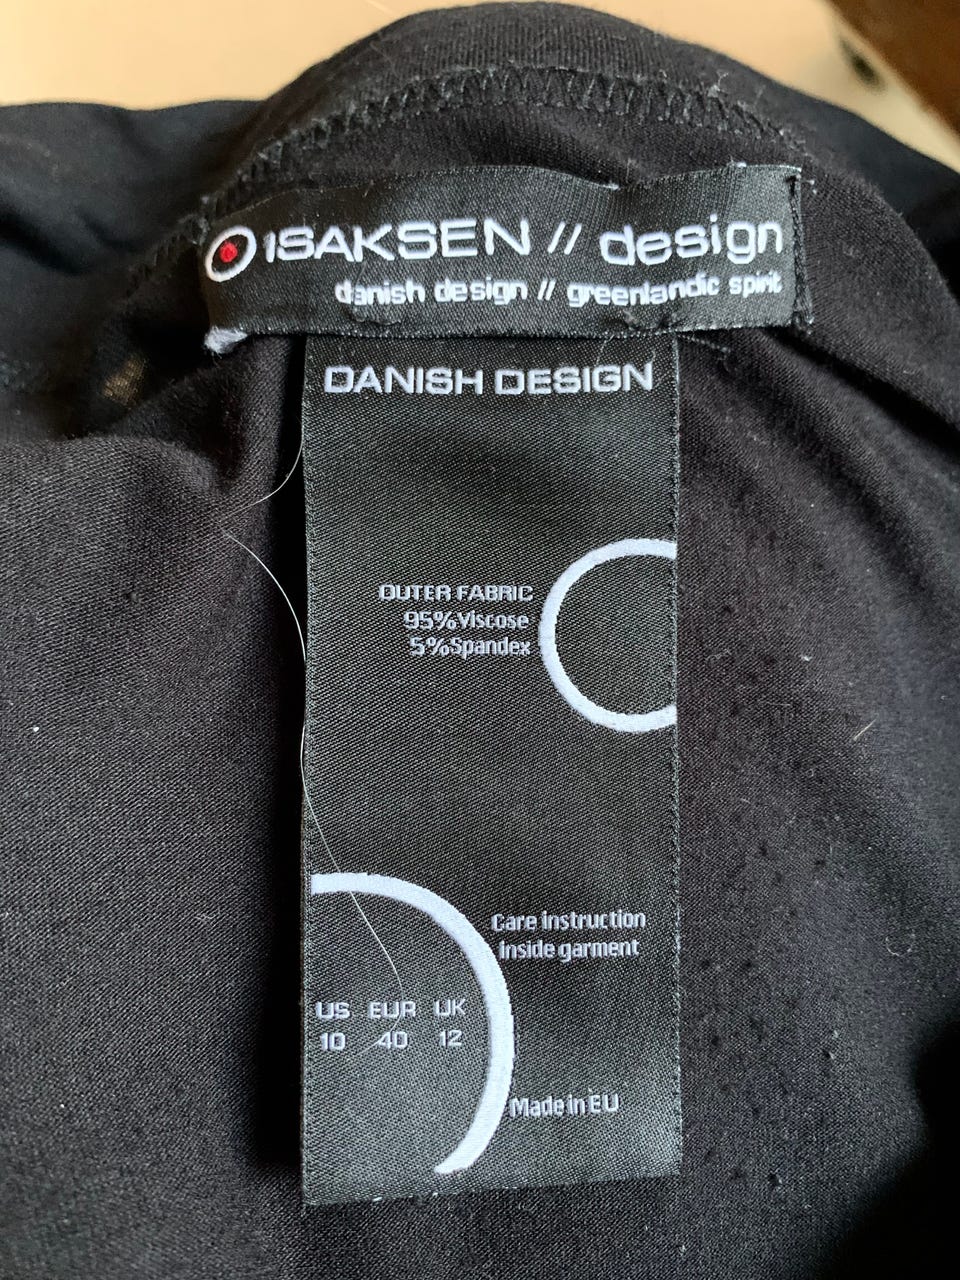 ISAKSEN // design
danish design // greenlandic spirit
DANISH DESIGN
OUTER FABRIC
95%Viscose
5%Spandex
Care instruction
Inside garment
US EUR UK
10 40 12
Made in EU